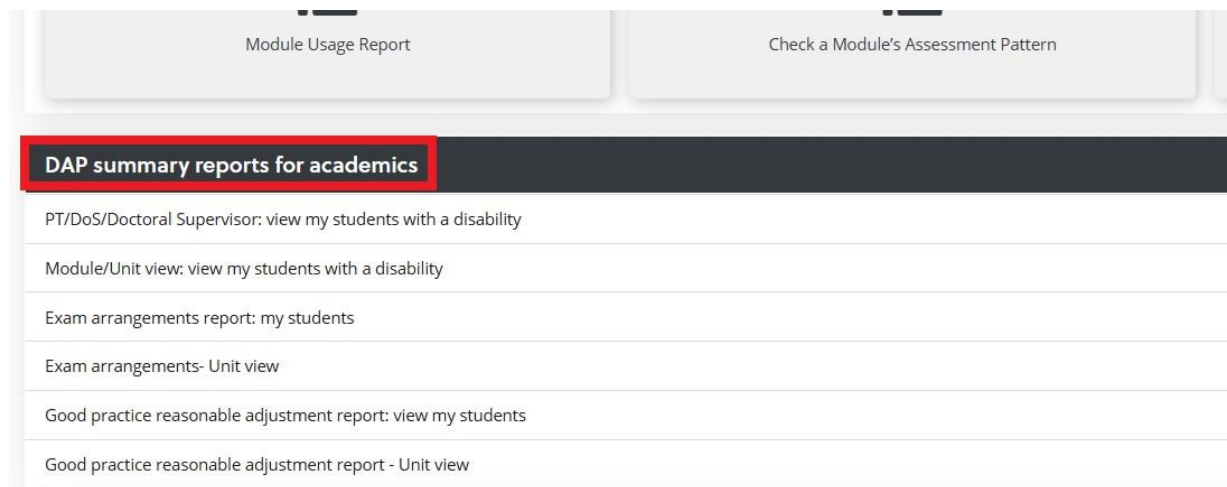 Module Usage Report
Check a Module's Assessment Pattern
DAP summary reports for academics
PT/DoS/Doctoral Supervisor: view my students with a disability
Module/Unit view: view my students with a disability
Exam arrangements report: my students
Exam arrangements- Unit view
Good practice reasonable adjustment report: view my students
Good practice reasonable adjustment report - Unit view